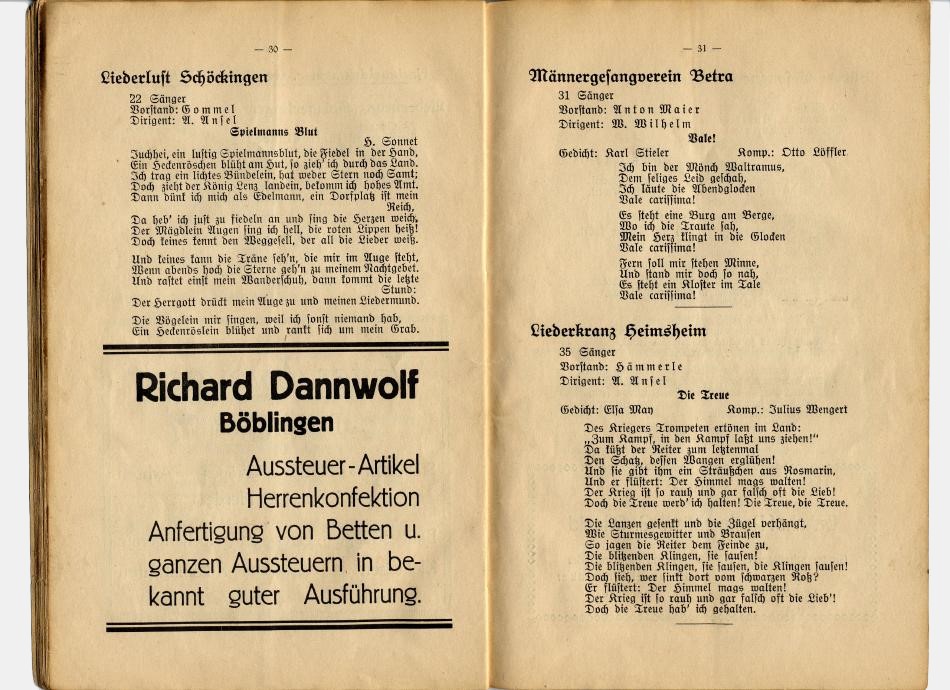 — 30 —
Liederlust Schöckingen
22 Sänger
Vorstand: Gommel
Dirigent: A. Ansel
Spielmanns Blut
H. Sonnet
Juchhei, ein lustig Spielmannsblut, die Fiedel in der Hand,
Ein Heckenröschen blüht am Hut, so zieh' ich durch das Land.
Ich trag ein lichtes Bündelein, hat weder Stern noch Samt;
Doch zieht der König Lenz landein, bekomm ich hohes Amt.
Dann dünk ich mich als Edelmann, ein Dorfplatz ist mein
Reich,
Da heb' ich just zu fiedeln an und sing die Herzen weich,
Der Mägdlein Augen sing ich hell, die roten Lippen heiß!
Doch keines kennt den Weggesell, der all die Lieder weiß.
Und keines kann die Träne seh'n, die mir im Auge steht,
Wenn abends hoch die Sterne geh'n zu meinem Nachtgebet.
Und rastet einst mein Wanderschuh, dann kommt die letzte
Stund:
Der Herrgott drückt mein Auge zu und meinen Liedermund.
Die Vögelein mir singen, weil ich sonst niemand hab,
Ein Heckenröslein blühet und rankt sich um mein Grab.
Richard Dannwolf
Böblingen
Aussteuer-Artikel
Herrenkonfektion
Anfertigung von Betten u.
ganzen Aussteuern in be-
kannt guter Ausführung.
— 31 —
Männergesangverein Betra
31 Sänger
Vorstand: Anton Maier
Dirigent: W. Wilhelm
Vale!
Gedicht: Karl Stieler Komp.: Otto Löffler
Ich bin der Mönch Waltramus,
Dem seliges Leid geschah,
Ich läute die Abendglocken
Vale carissima!
Es steht eine Burg am Berge,
Wo ich die Traute sah,
Mein Herz klingt in die Glocken
Vale carissima!
Fern soll mir stehen Minne,
Und stand mir doch so nah,
Es steht ein Kloster im Tale
Vale carissima!
Liederkranz Heimsheim
35 Sänger
Vorstand: Hämmerle
Dirigent: A. Ansel
Die Treue
Gedicht: Elsa May Komp.: Julius Wengert
Des Kriegers Trompeten ertönen im Land:
„Zum Kampf, in den Kampf laßt uns ziehen!“
Da küßt der Reiter zum letztenmal
Den Schatz, dessen Wangen erglühen!
Und sie gibt ihm ein Sträußchen aus Rosmarin,
Und er flüstert: Der Himmel mags walten!
Der Krieg ist so rauh und gar falsch oft die Lieb!
Doch die Treue werd' ich halten! Die Treue, die Treue.
Die Lanzen gesenkt und die Zügel verhängt,
Wie Sturmesgewitter und Brausen
So jagen die Reiter dem Feinde zu,
Die blitzenden Klingen, sie sausen!
Die blitzenden Klingen, sie sausen, die Klingen sausen!
Doch sieh, wer sinkt dort vom schwarzen Roß?
Er flüstert: Der Himmel mags walten!
Der Krieg ist so rauh und gar falsch oft die Lieb'!
Doch die Treue hab' ich gehalten.